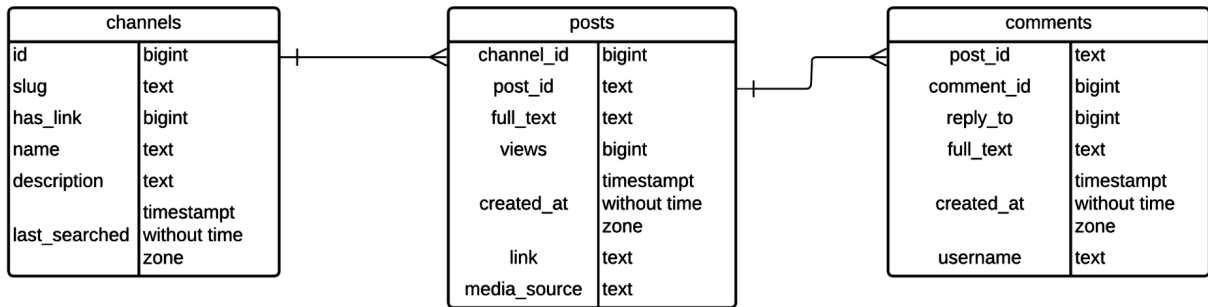 channels
id bigint
slug text
has_link bigint
name text
description text
last_searched timestampt without time zone
posts
channel_id bigint
post_id text
full_text text
views bigint
created_at timestampt without time zone
link text
media_source text
comments
post_id text
comment_id bigint
reply_to bigint
full_text text
created_at timestampt without time zone
username text